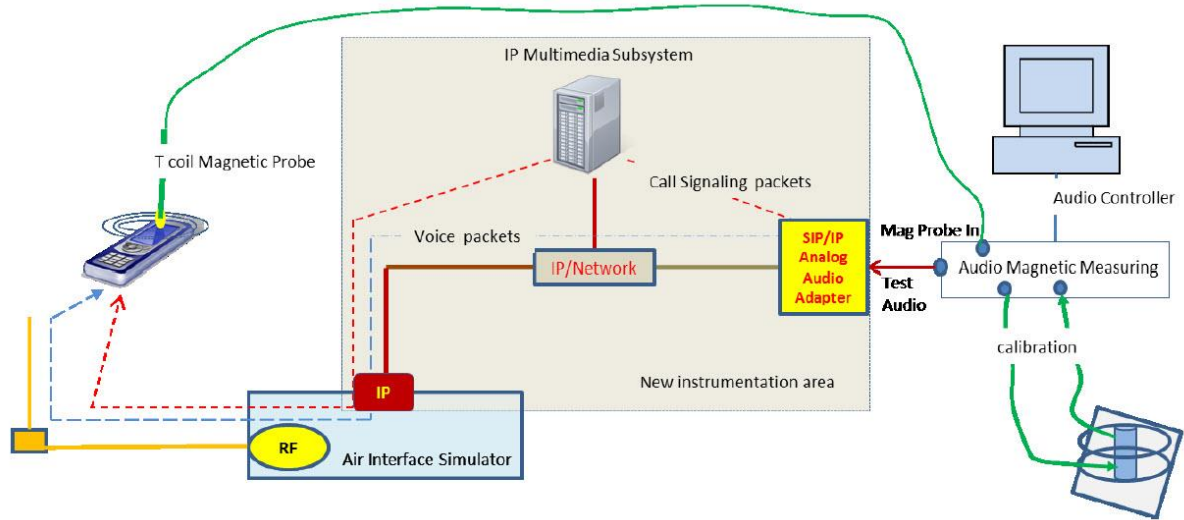 IP Multimedia Subsystem
T coil Magnetic Probe
Call Signaling packets
Audio Controller
Voice packets
Mag Probe In
SIP/IP
Analog
Audio
Adapter
IP/Network
Audio Magnetic Measuring
Test
Audio
calibration
IP
New instrumentation area
RF
Air Interface Simulator